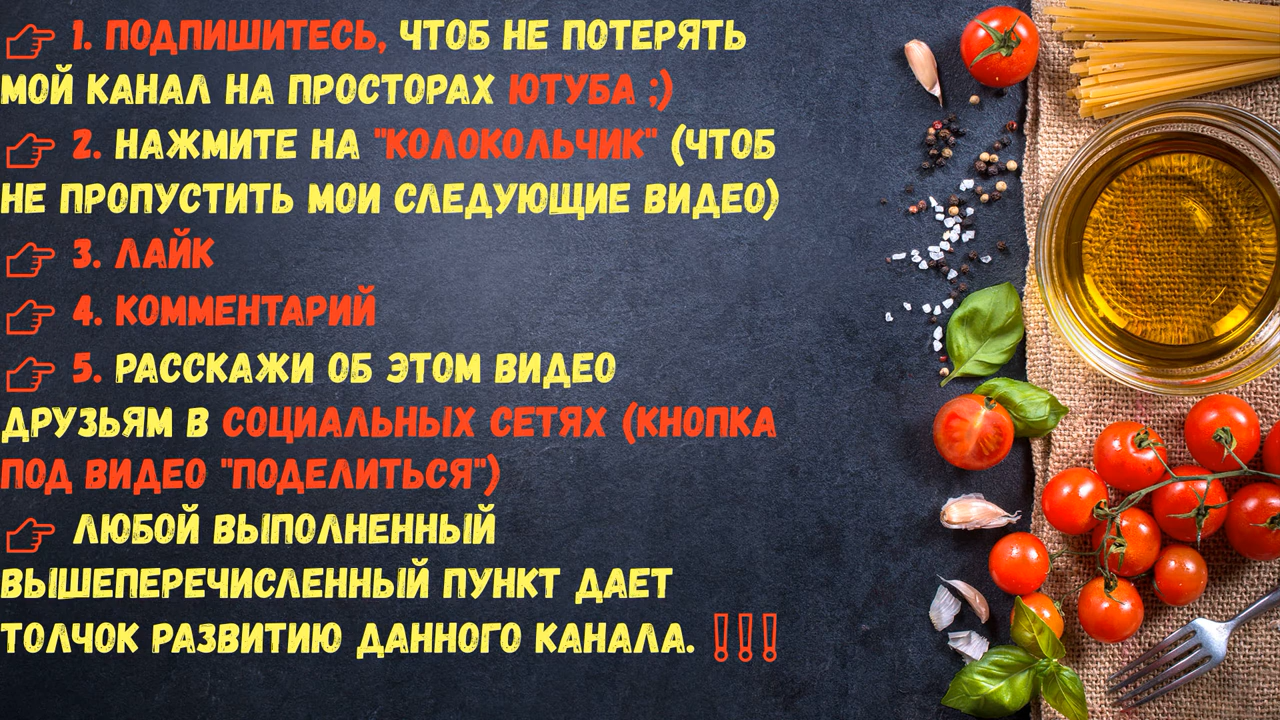 👉 1. ПОДПИШИТЕСЬ, ЧТОБ НЕ ПОТЕРЯТЬ
МОЙ КАНАЛ НА ПРОСТОРАХ ЮТУБА ;)
👉 2. НАЖМИТЕ НА "КОЛОКОЛЬЧИК" (ЧТОБ
НЕ ПРОПУСТИТЬ МОИ СЛЕДУЮЩИЕ ВИДЕО)
👉 3. ЛАЙК
👉 4. КОММЕНТАРИЙ
👉 5. РАССКАЖИ ОБ ЭТОМ ВИДЕО
ДРУЗЬЯМ В СОЦИАЛЬНЫХ СЕТЯХ (КНОПКА
ПОД ВИДЕО "ПОДЕЛИТЬСЯ")
👉 ЛЮБОЙ ВЫПОЛНЕННЫЙ
ВЫШЕПЕРЕЧИСЛЕННЫЙ ПУНКТ ДАЕТ
ТОЛЧОК РАЗВИТИЮ ДАННОГО КАНАЛА. ❗❗❗